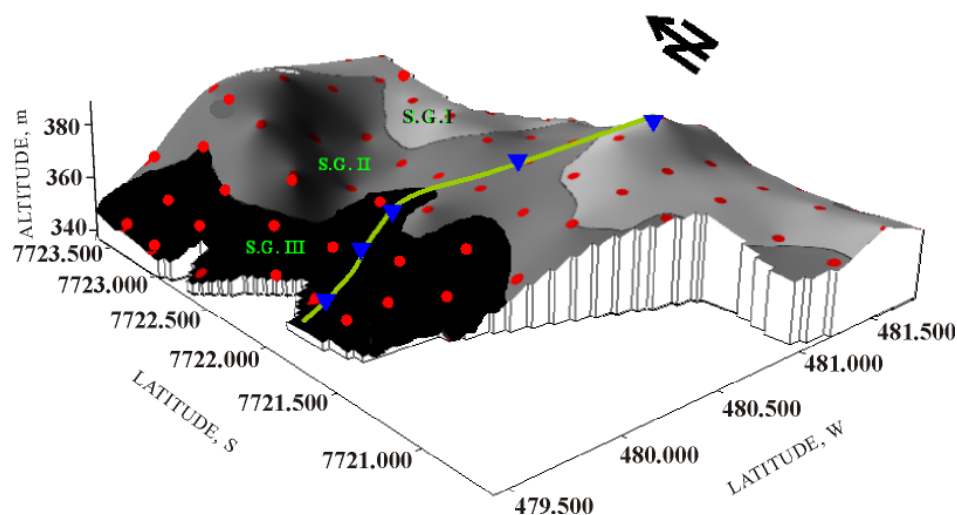 N
S.G.I
S.G. II
S.G. III
ALTITUDE, m
380
360
340
7723.500
7723.000
7722.500
7722.000
7721.500
7721.000
LATITUDE, S
479.500
480.000
480.500
481.000
481.500
LATITUDE, W